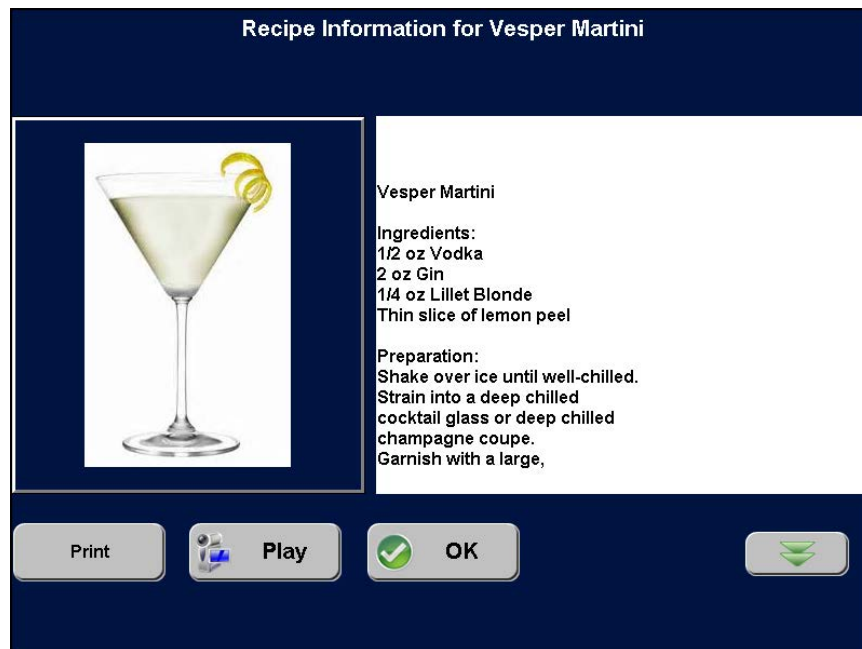 Recipe Information for Vesper Martini
Vesper Martini
Ingredients:
1/2 oz Vodka
2 oz Gin
1/4 oz Lillet Blonde
Thin slice of lemon peel
Preparation:
Shake over ice until well-chilled.
Strain into a deep chilled
cocktail glass or deep chilled
champagne coupe.
Garnish with a large,
Print
Play
OK